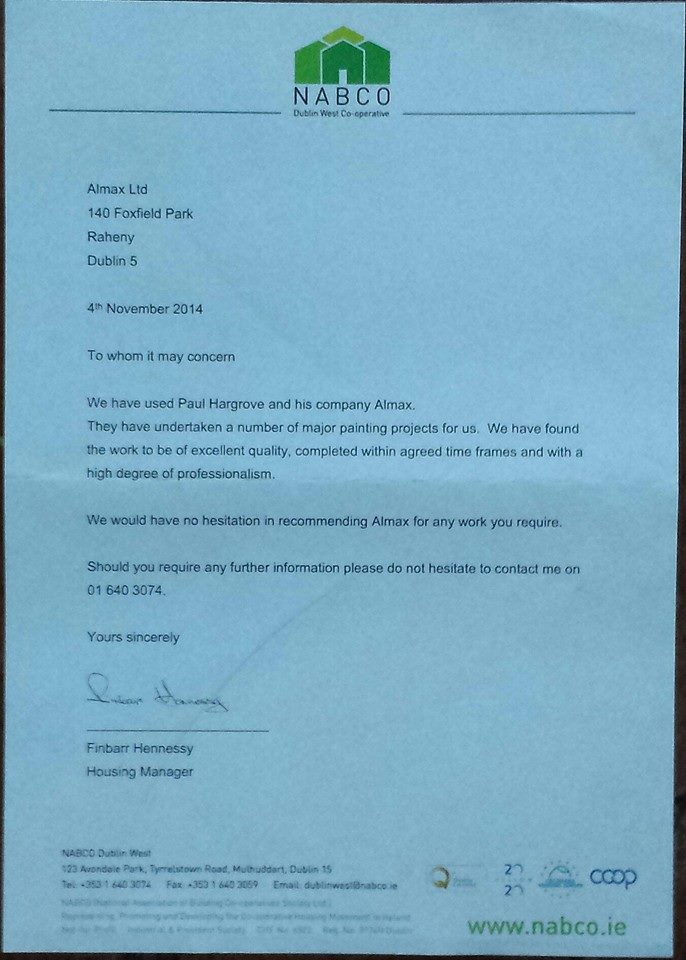 NABCO
Dublin West Co-operative
Almax Ltd
140 Foxfield Park
Raheny
Dublin 5
4th November 2014
To whom it may concern
We have used Paul Hargrove and his company Almax.
They have undertaken a number of major painting projects for us. We have found
the work to be of excellent quality, completed within agreed time frames and with a
high degree of professionalism.
We would have no hesitation in recommending Almax for any work you require.
Should you require any further information please do not hesitate to contact me on
01 640 3074.
Yours sincerely
Finbarr Hennessy
Finbarr Hennessy
Housing Manager
NABCO Dublin West
123 Avondale Park, Tyrrelstown Road, Mulhuddart, Dublin 15
Tel: +353 1 640 3074 Fax: +353 1 640 3059 Email: dublinwest@nabco.ie
NABCO (National Association of Building Co-operatives Society Ltd.)
Representing, Promoting and Developing the Co-operative Housing Movement in Ireland
Not for Profit Industrial & Provident Society
Q
20
20
coop
www.nabco.ie